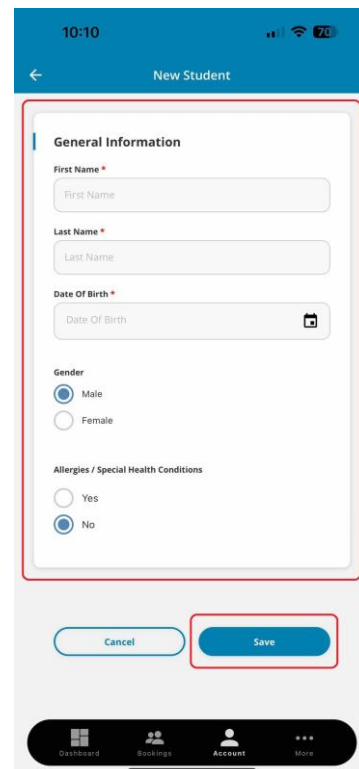 10:10
70
New Student
General Information
First Name *
First Name
Last Name *
Last Name
Date Of Birth *
Date Of Birth
Gender
Male
Female
Allergies / Special Health Conditions
Yes
No
Cancel Save
Dashboard Bookings Account More